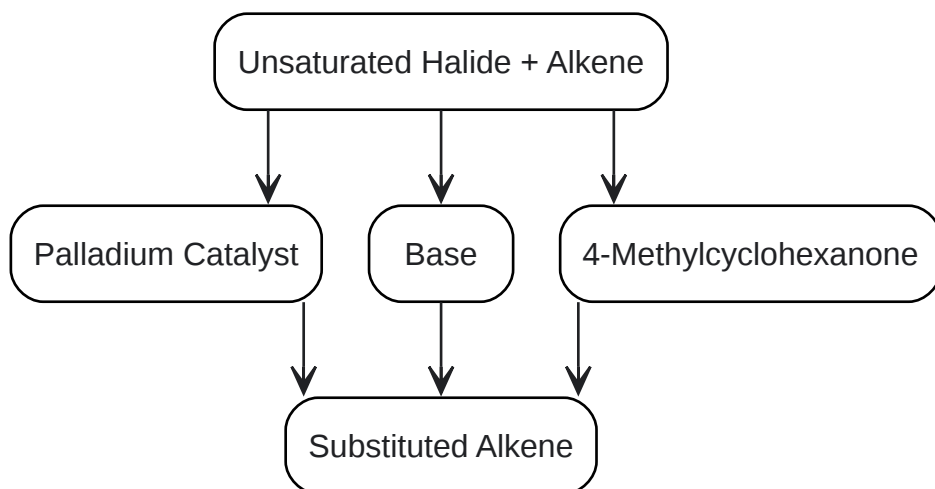 Unsaturated Halide + Alkene
Palladium Catalyst
Base
4-Methylcyclohexanone
Substituted Alkene